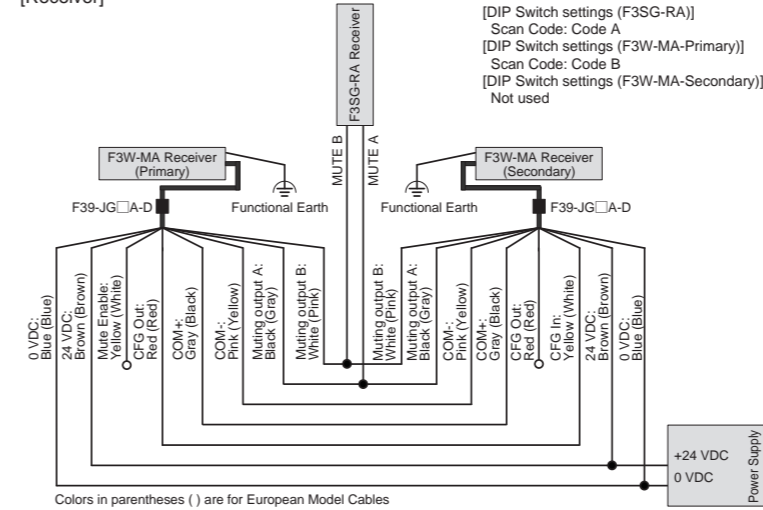 [Receiver]
[DIP Switch settings (F3SG-RA)]
Scan Code: Code A
[DIP Switch settings (F3W-MA-Primary)]
Scan Code: Code B
[DIP Switch settings (F3W-MA-Secondary)]
Not used
F3SG-RA Receiver
MUTE B
MUTE A
F3W-MA Receiver
(Primary)
F3W-MA Receiver
(Secondary)
F39-JG□A-D
Functional Earth
Functional Earth
F39-JG□A-D
0 VDC:
Blue (Blue)
24 VDC:
Brown (Brown)
Mute Enable:
Yellow (White)
CFG Out:
Red (Red)
COM+:
Gray (Black)
COM-:
Pink (Yellow)
Muting output A:
Black (Gray)
Muting output B:
White (Pink)
Muting output B:
White (Pink)
Muting output A:
Black (Gray)
COM-:
Pink (Yellow)
COM+:
Gray (Black)
CFG Out:
Red (Red)
CFG In:
Yellow (White)
24 VDC:
Brown (Brown)
0 VDC:
Blue (Blue)
+24 VDC
0 VDC
Power Supply
Colors in parentheses ( ) are for European Model Cables